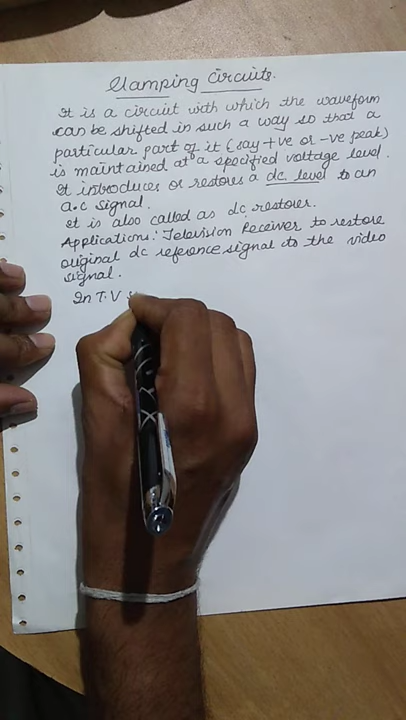 Clamping Circuits.
It is a circuit with which the waveform
can be shifted in such a way so that a
particular part of it (say +ve or -ve peak)
is maintained at a specified voltage level.
It introduces or restores a dc level to an
a.c signal.
It is also called as dc restorer.
Applications: Television Receiver to restore
original dc reference signal to the video
signal.
In T.V s